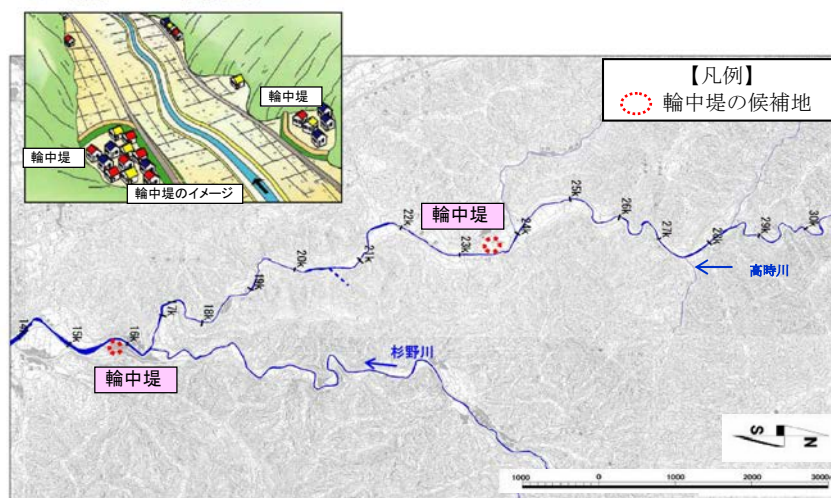 輪中堤
輪中堤
輪中堤のイメージ
【凡例】
輪中堤の候補地
輪中堤
高時川
30k
29k
28k
27k
26k
25k
24k
23k
22k
21k
20k
19k
18k
17k
16k
15k
14k
輪中堤
杉野川
S N
1000 0 1000 2000 3000